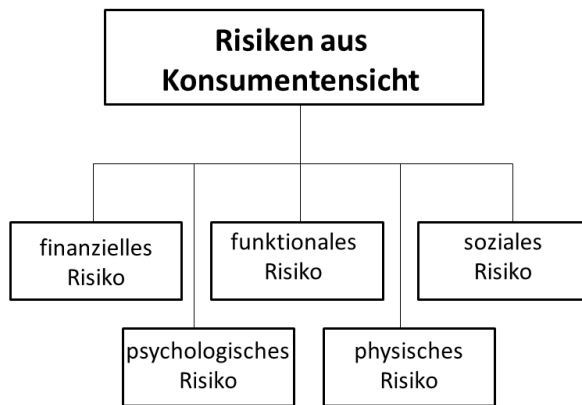 Risiken aus
Konsumentensicht
finanzielles
Risiko
funktionales
Risiko
soziales
Risiko
psychologisches
Risiko
physisches
Risiko